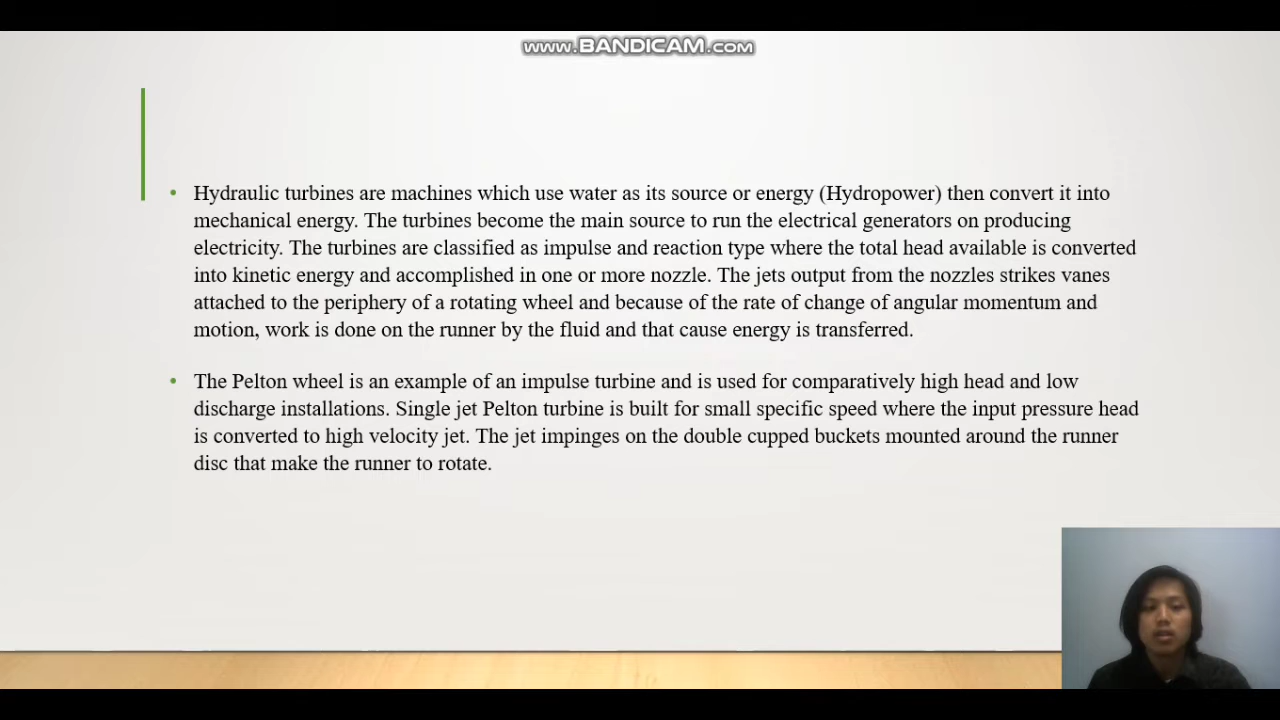 www.BANDICAM.com
• Hydraulic turbines are machines which use water as its source or energy (Hydropower) then convert it into
mechanical energy. The turbines become the main source to run the electrical generators on producing
electricity. The turbines are classified as impulse and reaction type where the total head available is converted
into kinetic energy and accomplished in one or more nozzle. The jets output from the nozzles strikes vanes
attached to the periphery of a rotating wheel and because of the rate of change of angular momentum and
motion, work is done on the runner by the fluid and that cause energy is transferred.
• The Pelton wheel is an example of an impulse turbine and is used for comparatively high head and low
discharge installations. Single jet Pelton turbine is built for small specific speed where the input pressure head
is converted to high velocity jet. The jet impinges on the double cupped buckets mounted around the runner
disc that make the runner to rotate.